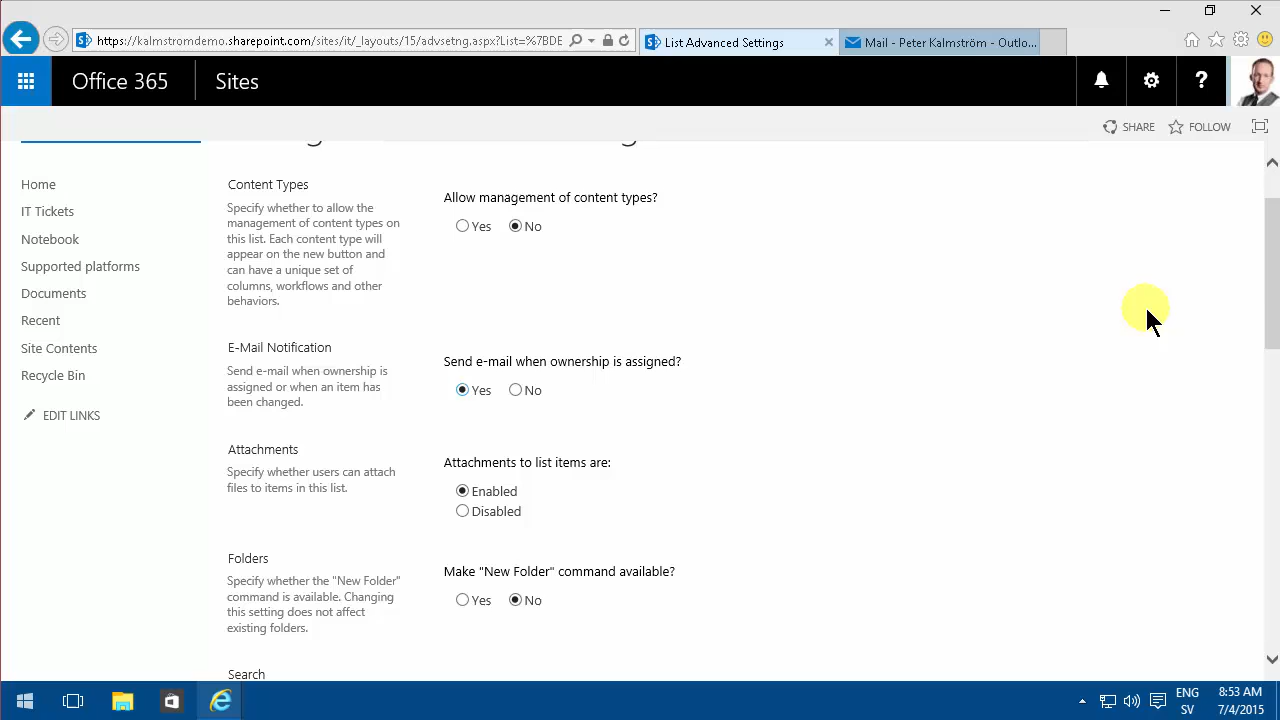 https://kalmstromdemo.sharepoint.com/sites/it/_layouts/15/advsetng.aspx?List=%7BDE
List Advanced Settings
Mail - Peter Kalmström - Outlo...
Office 365
Sites
?
SHARE
FOLLOW
Home
IT Tickets
Notebook
Supported platforms
Documents
Recent
Site Contents
Recycle Bin
EDIT LINKS
Content Types
Specify whether to allow the
management of content types on
this list. Each content type will
appear on the new button and
can have a unique set of
columns, workflows and other
behaviors.
Allow management of content types?
Yes No
E-Mail Notification
Send e-mail when ownership is
assigned or when an item has
been changed.
Send e-mail when ownership is assigned?
Yes No
Attachments
Specify whether users can attach
files to items in this list.
Attachments to list items are:
Enabled
Disabled
Folders
Specify whether the "New Folder"
command is available. Changing
this setting does not affect
existing folders.
Make "New Folder" command available?
Yes No
Search
ENG
SV
8:53 AM
7/4/2015